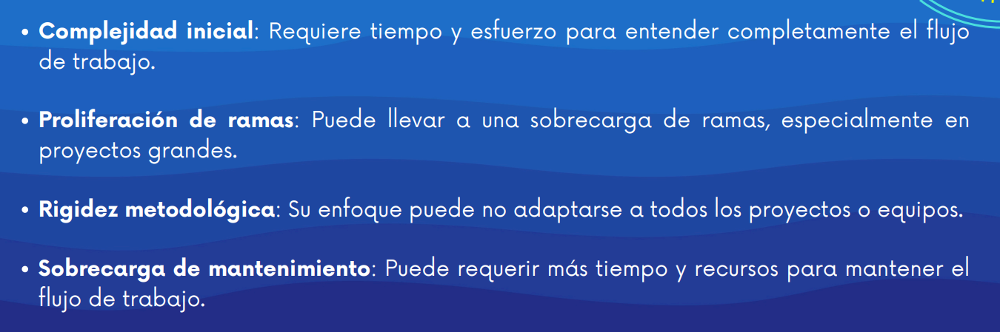 • Complejidad inicial: Requiere tiempo y esfuerzo para entender completamente el flujo
de trabajo.
• Proliferación de ramas: Puede llevar a una sobrecarga de ramas, especialmente en
proyectos grandes.
• Rigidez metodológica: Su enfoque puede no adaptarse a todos los proyectos o equipos.
• Sobrecarga de mantenimiento: Puede requerir más tiempo y recursos para mantener el
flujo de trabajo.